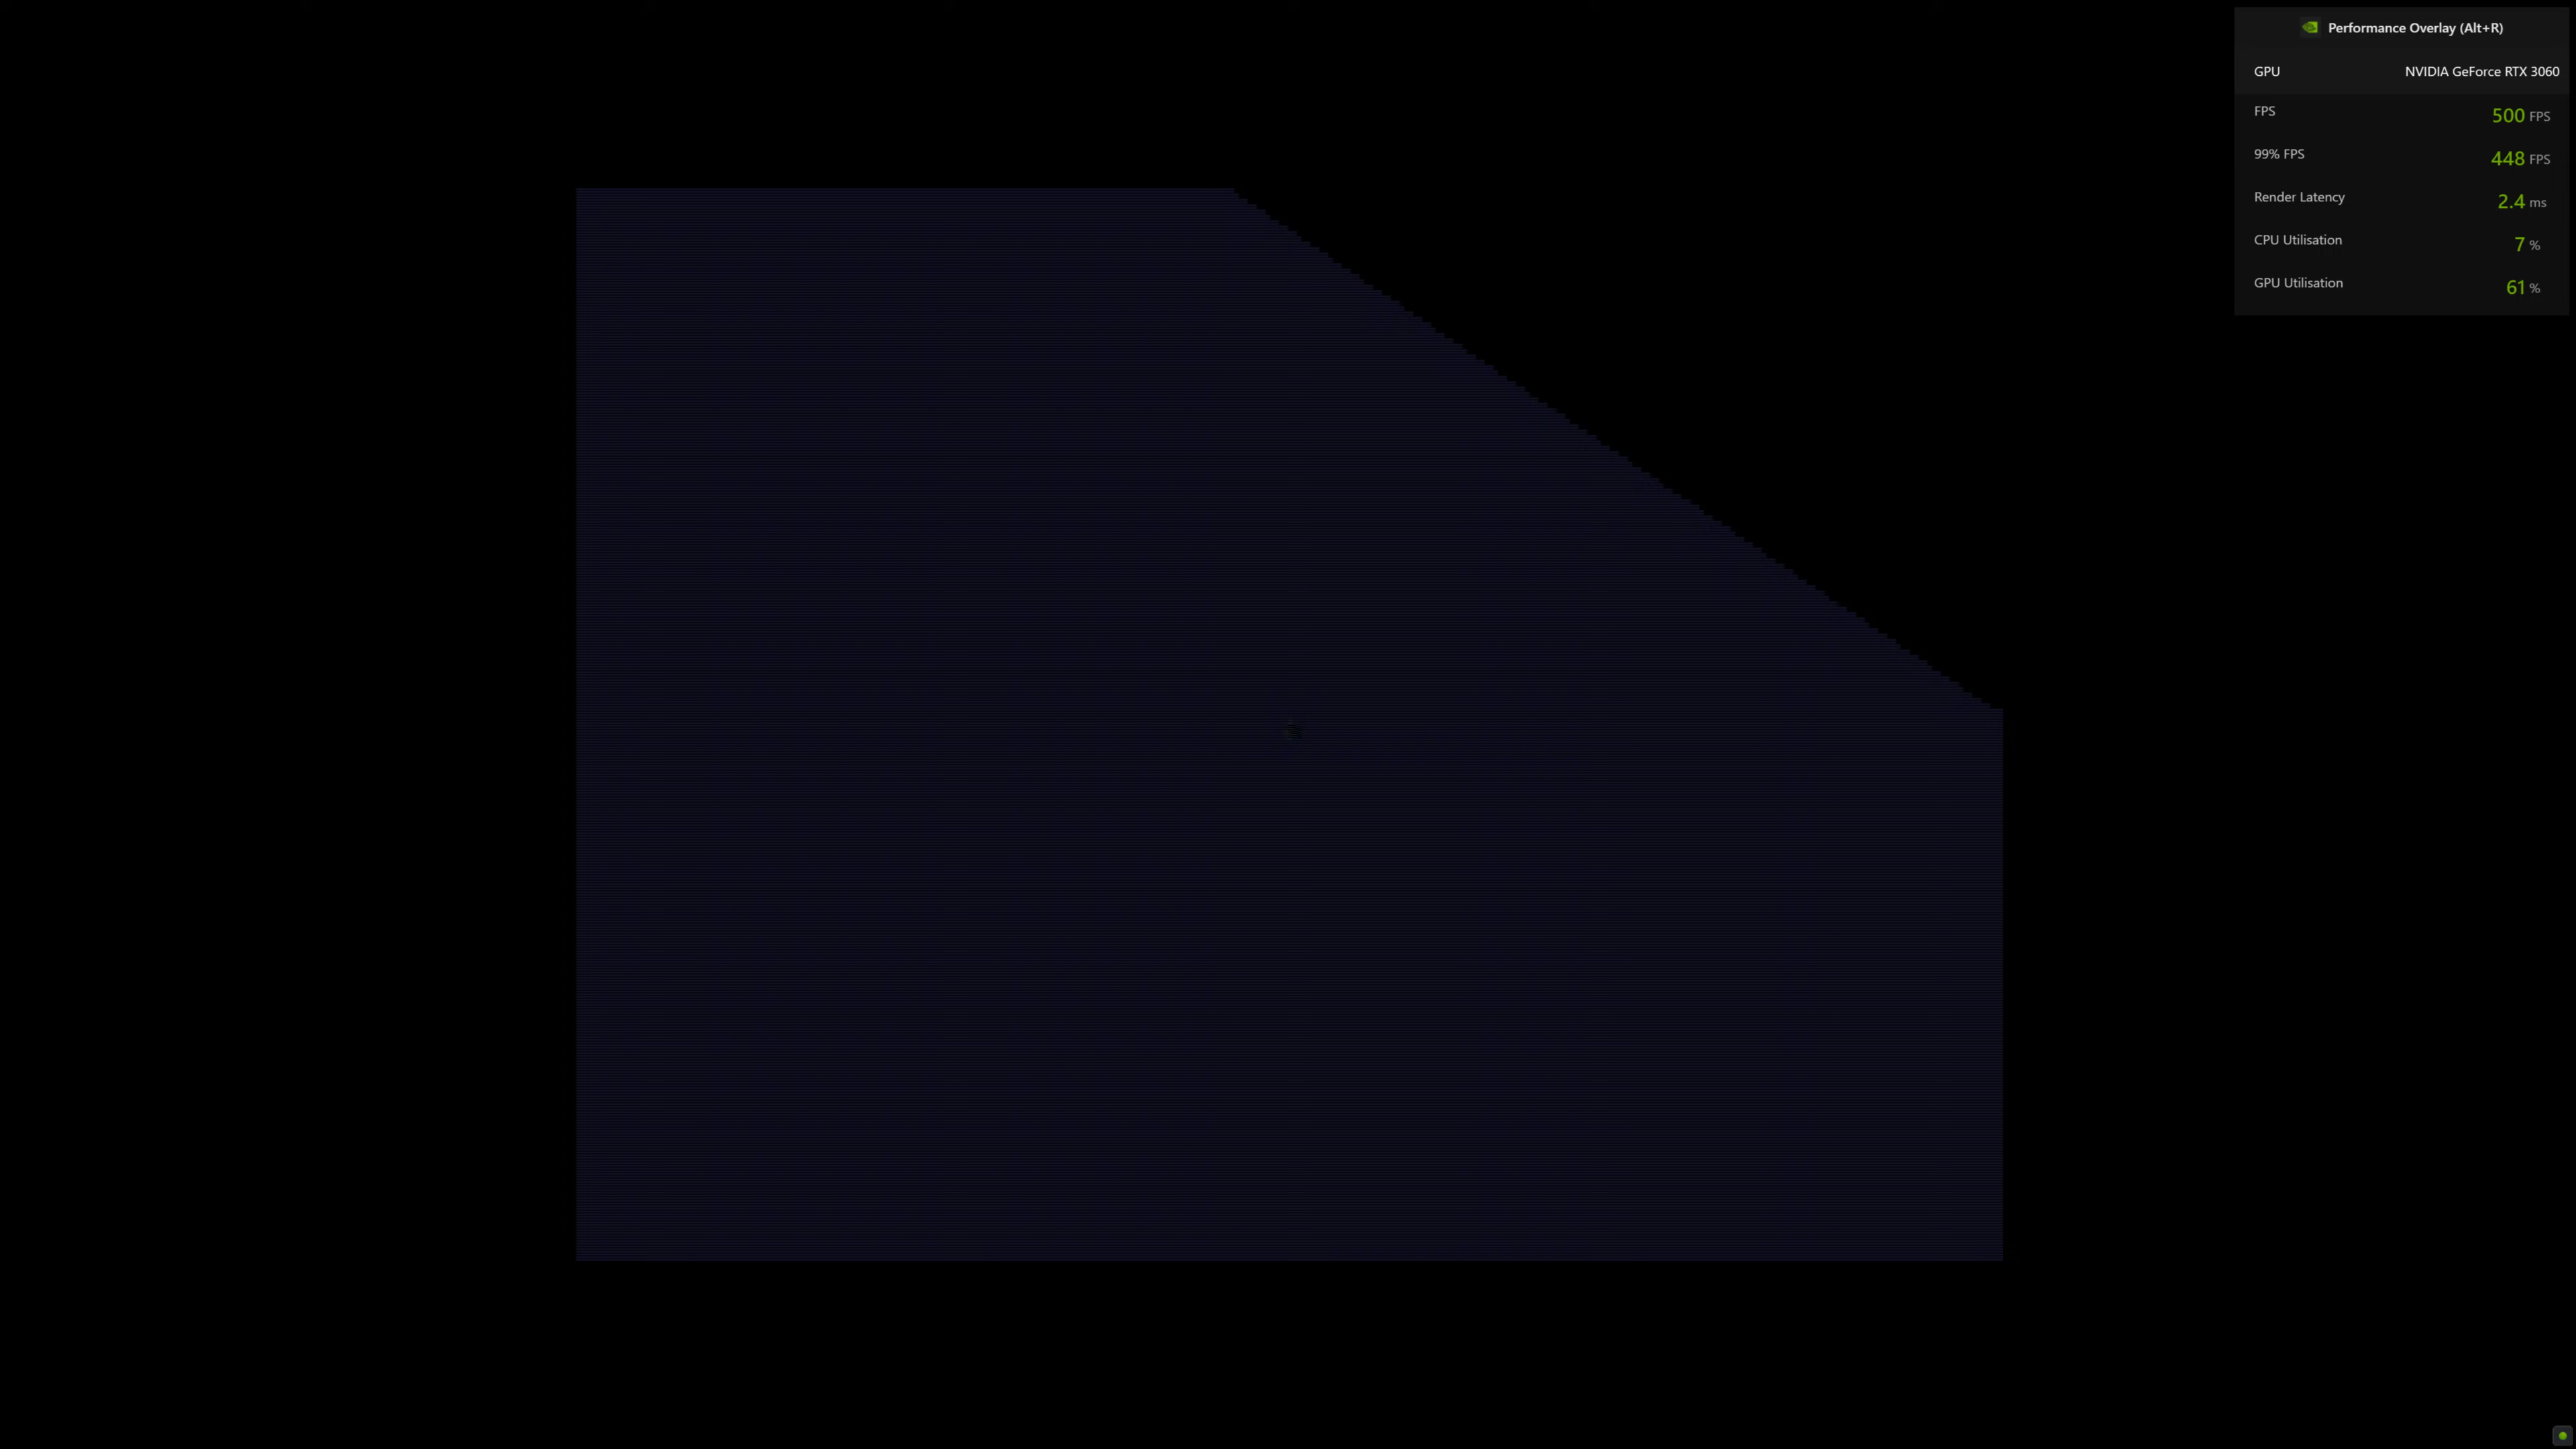 Performance Overlay (Alt+R)
GPU NVIDIA GeForce RTX 3060
FPS 500 FPS
99% FPS 448 FPS
Render Latency 2.4 ms
CPU Utilisation 7 %
GPU Utilisation 61 %